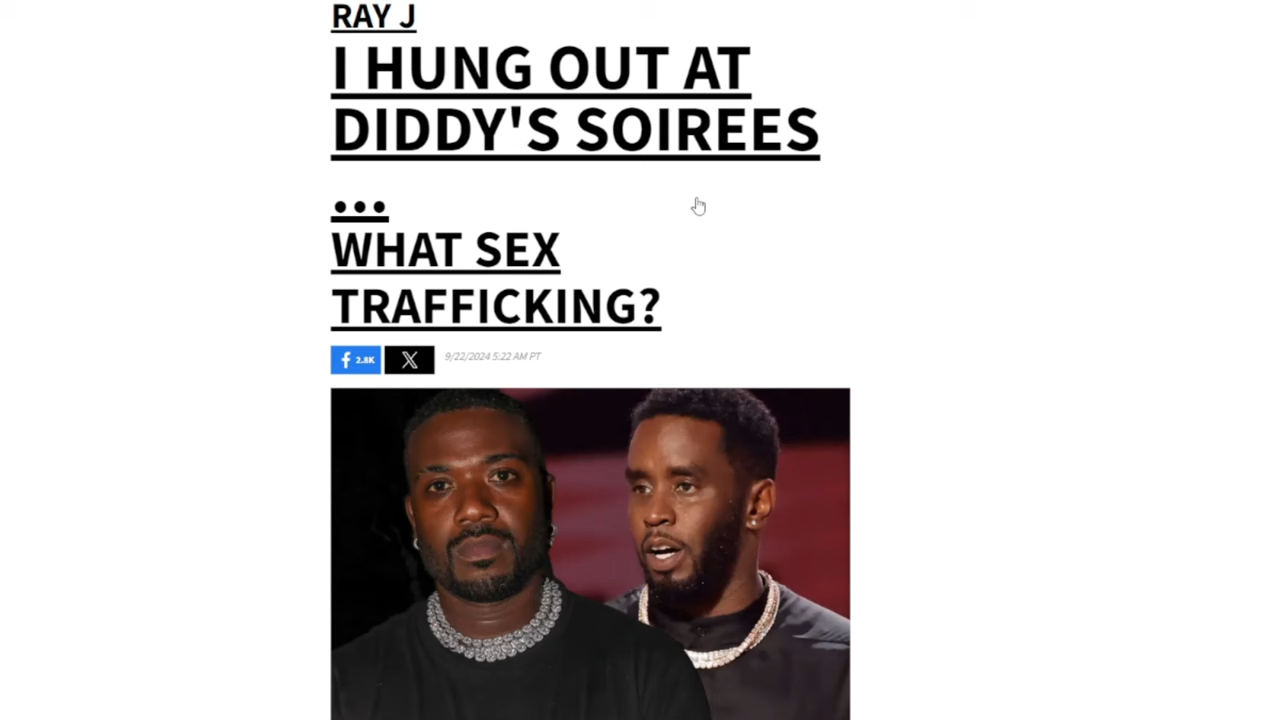 RAY J
I HUNG OUT AT
DIDDY'S SOIREES
...
WHAT SEX
TRAFFICKING?
2.8K
9/22/2024 5:22 AM PT